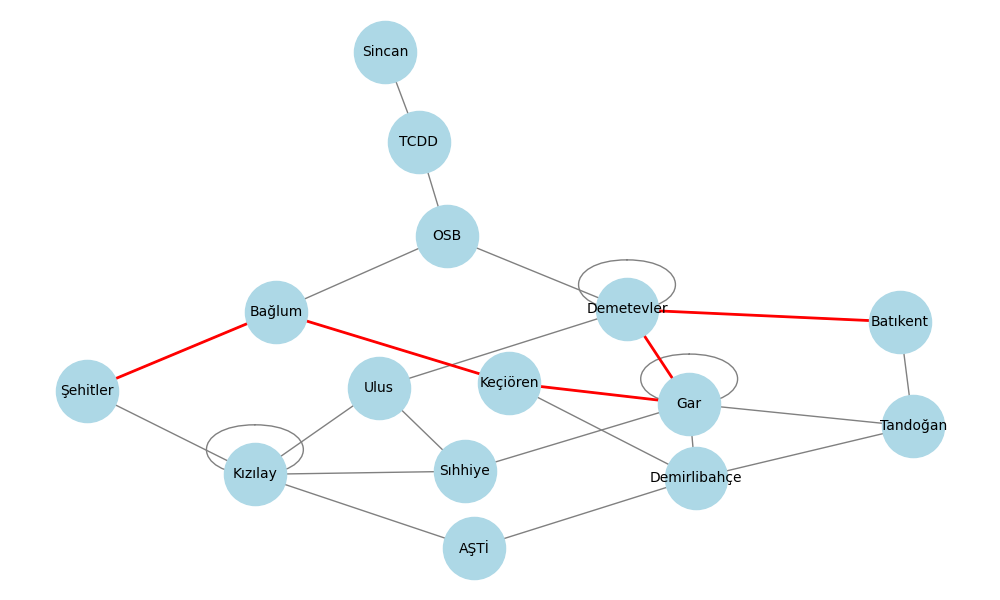 Sincan
TCDD
OSB
Demetevler
Bağlum
Batıkent
Keçiören
Ulus
Şehitler
Gar
Tandoğan
Sıhhiye
Kızılay
Demirlibahçe
AŞTİ